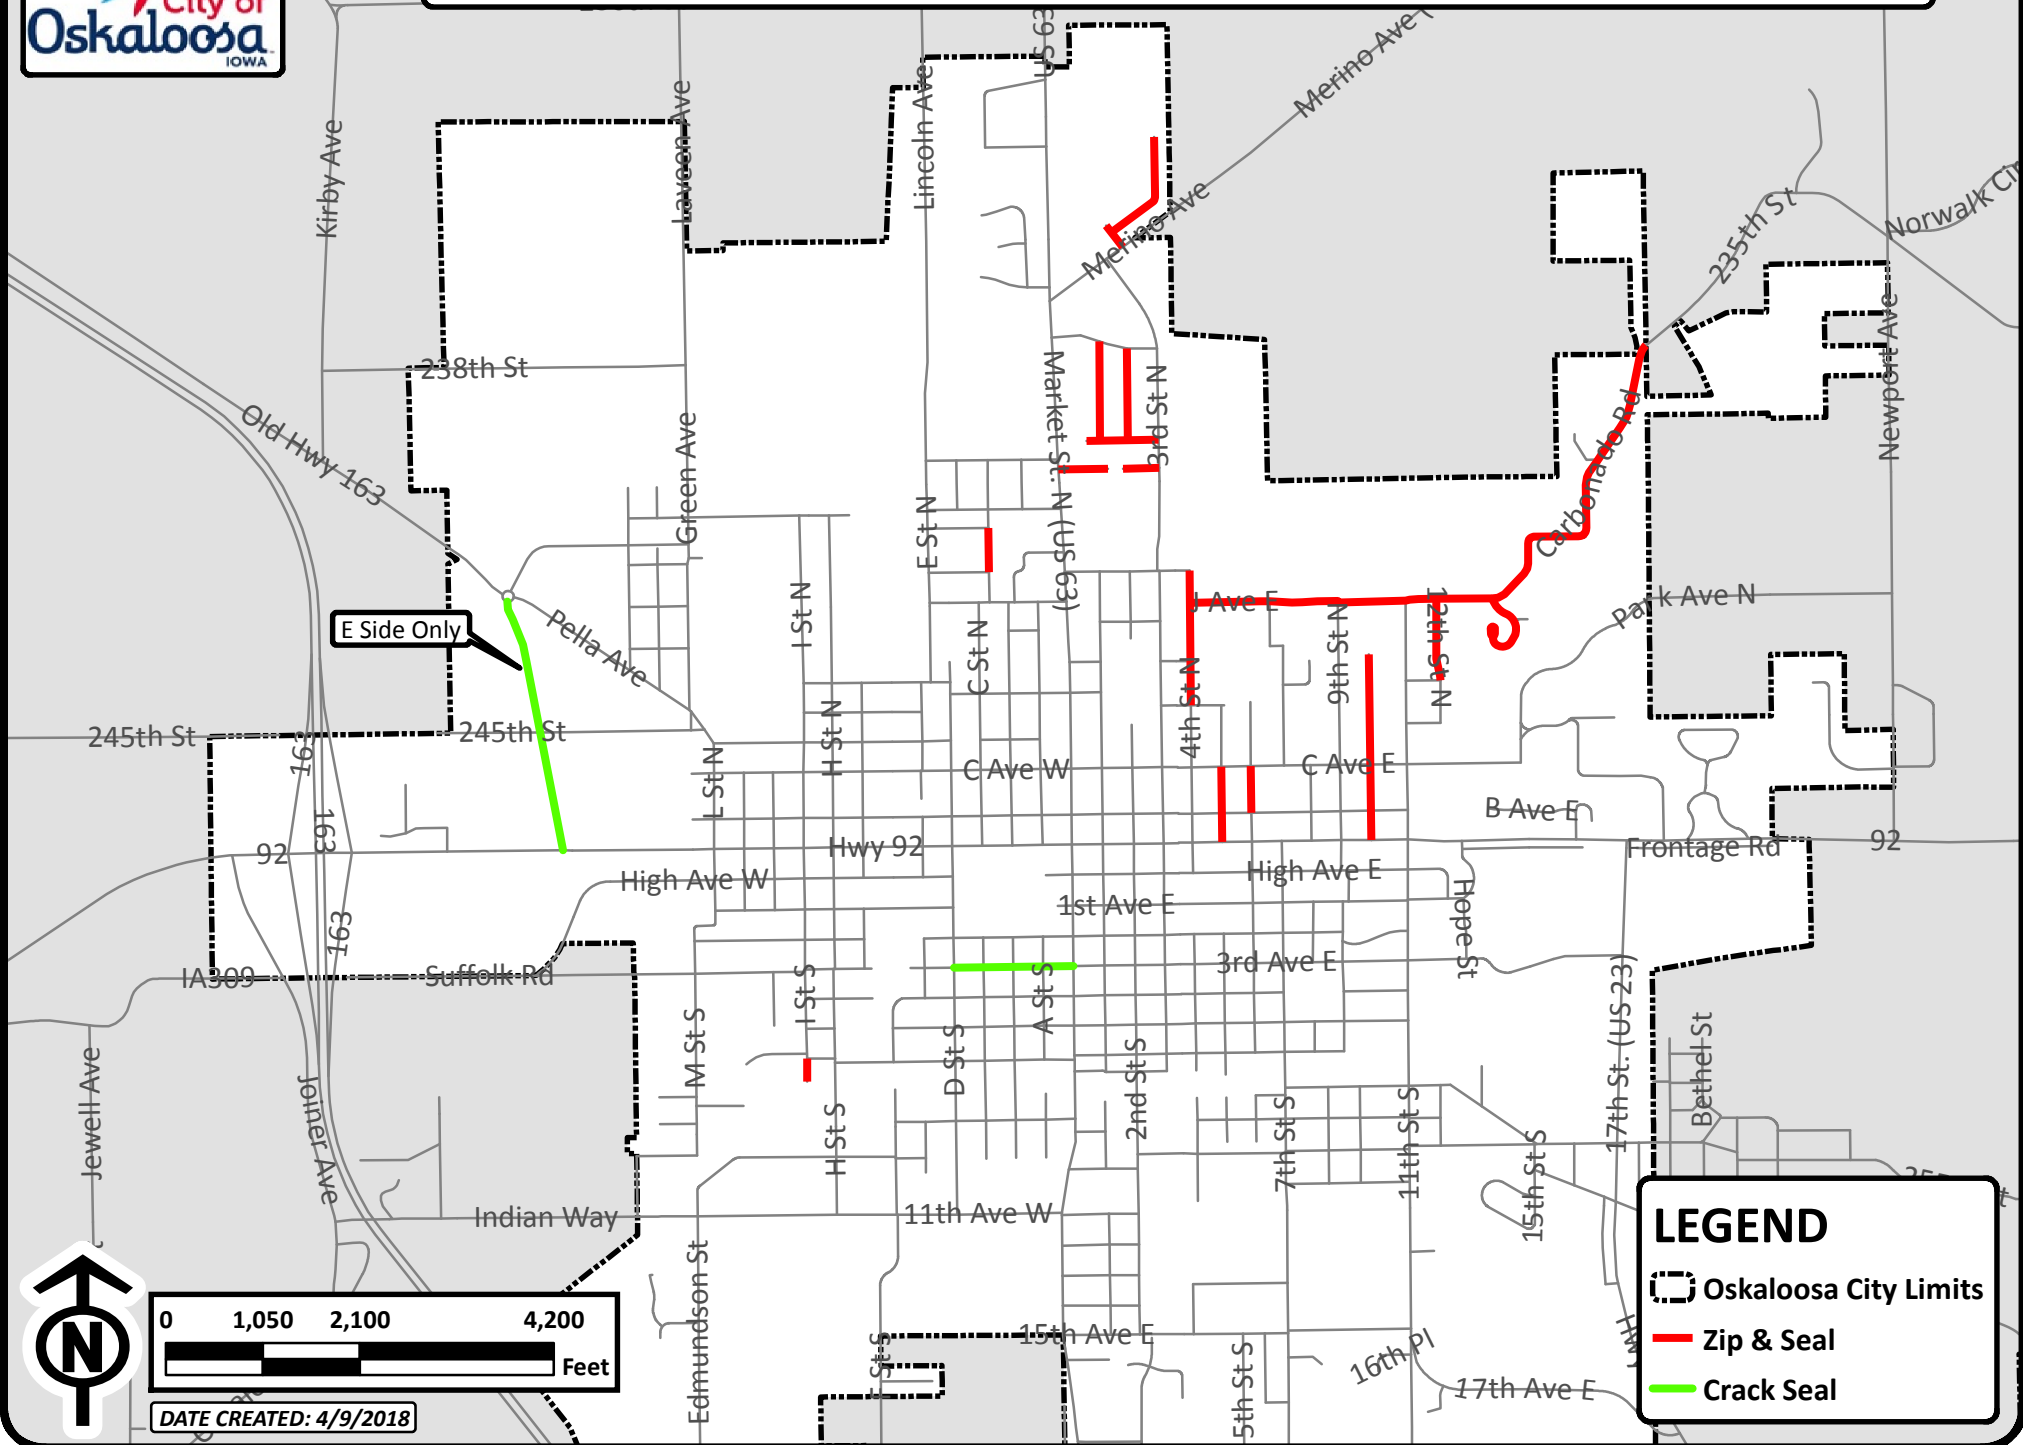 City of
Oskaloosa
IOWA
US 63
Merino Ave
Kirby Ave
Laveen Ave
Lincoln Ave
Merino Ave
235th St
Norwalk Cir
238th St
Old Hwy 163
Green Ave
Market St. N (US 63)
3rd St N
Carbonado Rd
Newport Ave
E St N
I St N
J Ave E
12th St N
Park Ave N
E Side Only
Pella Ave
C St N
9th St N
4th St N
245th St
245th St
163
H St N
L St N
C Ave W
C Ave E
B Ave E
163
92
Hwy 92
Frontage Rd
92
High Ave W
High Ave E
Hope St
1st Ave E
163
IA309
Suffolk Rd
3rd Ave E
I St S
A St S
17th St. (US 23)
M St S
D St S
2nd St S
Bethel St
Jewell Ave
Joiner Ave
H St S
7th St S
11th St S
15th St S
Indian Way
11th Ave W
Edmundson St
15th Ave E
16th Pl
17th Ave E
5th St S
LEGEND
Oskaloosa City Limits
Zip & Seal
Crack Seal
0 1,050 2,100 4,200
Feet
N
DATE CREATED: 4/9/2018